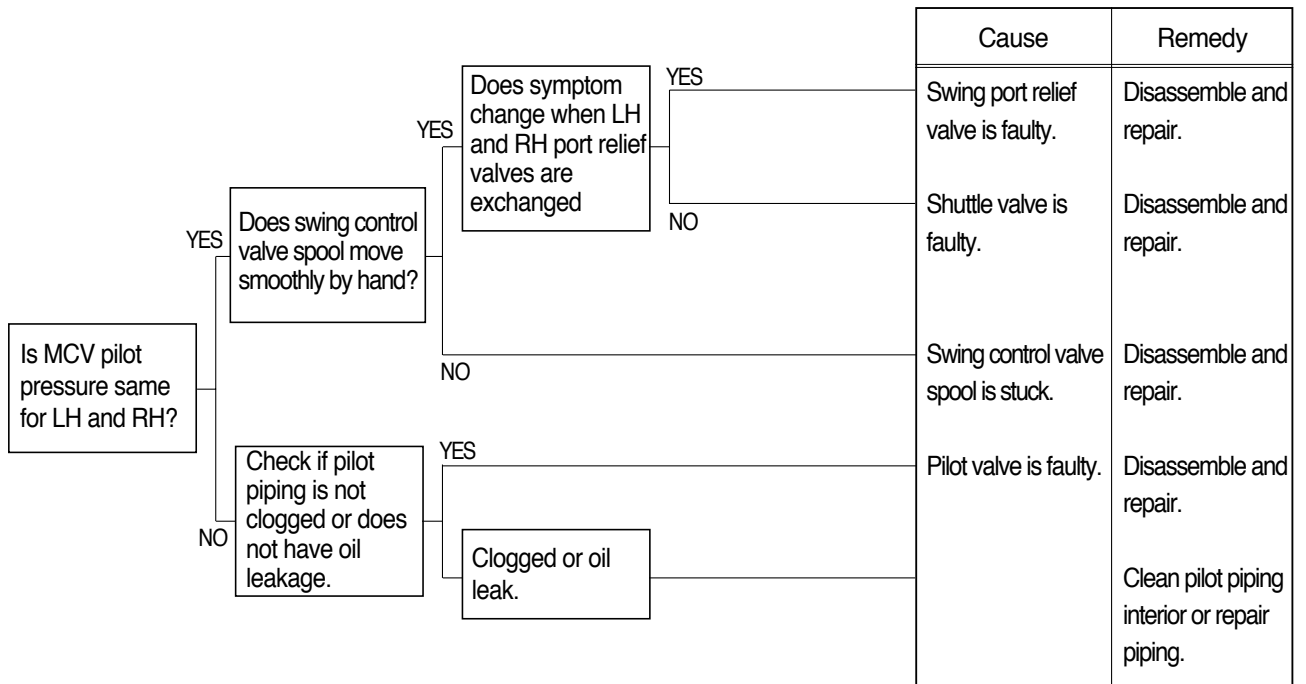 Cause
Remedy
YES
Does symptom
change when LH
and RH port relief
valves are
exchanged
YES
Swing port relief
valve is faulty.
Disassemble and
repair.
NO
Shuttle valve is
faulty.
Disassemble and
repair.
YES
Does swing control
valve spool move
smoothly by hand?
NO
Swing control valve
spool is stuck.
Disassemble and
repair.
Is MCV pilot
pressure same
for LH and RH?
NO
Check if pilot
piping is not
clogged or does
not have oil
leakage.
YES
Pilot valve is faulty.
Disassemble and
repair.
Clogged or oil
leak.
Clean pilot piping
interior or repair
piping.